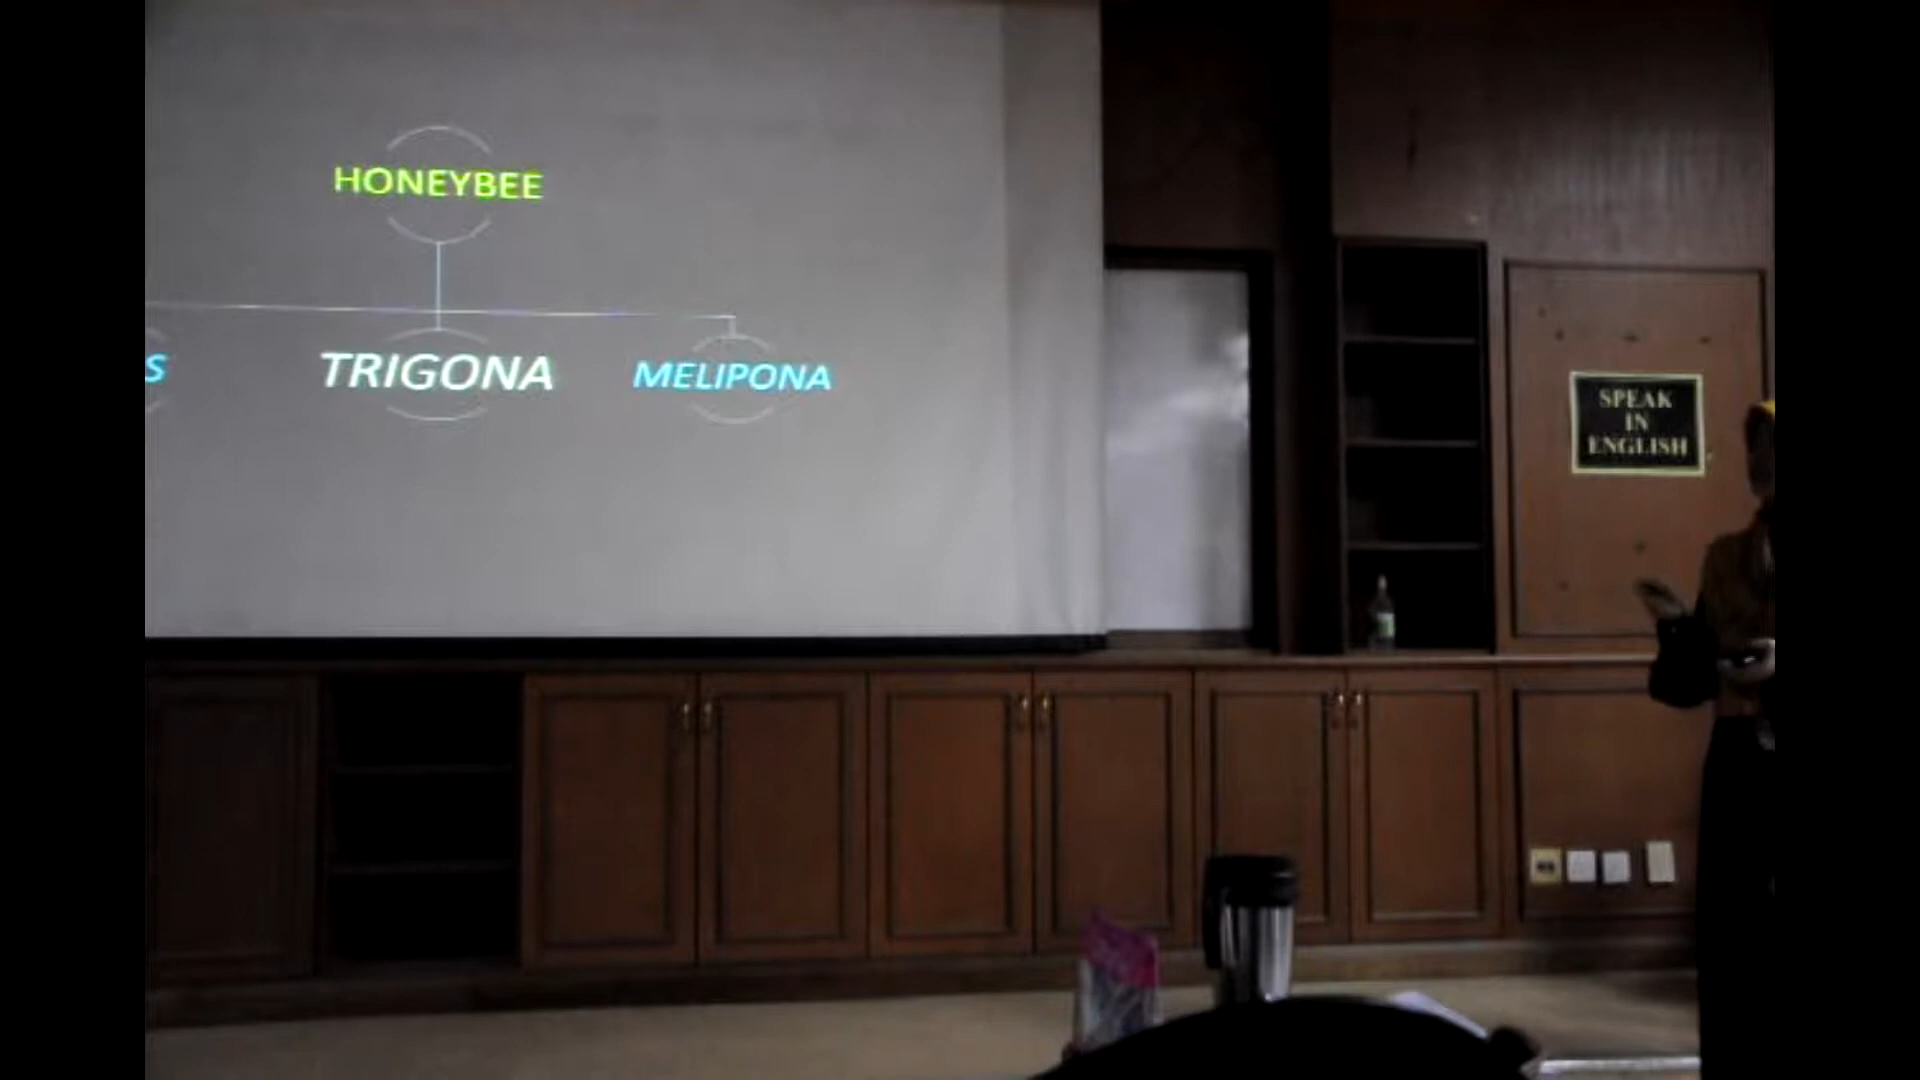 HONEYBEE
S TRIGONA MELIPONA
SPEAK
IN
ENGLISH